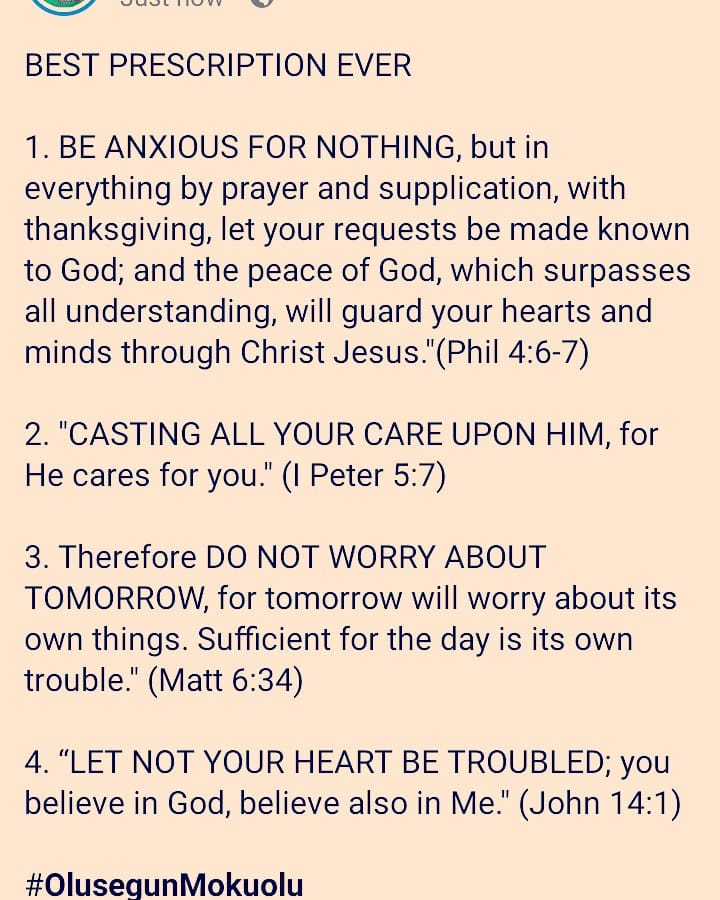 Just now
BEST PRESCRIPTION EVER
1. BE ANXIOUS FOR NOTHING, but in
everything by prayer and supplication, with
thanksgiving, let your requests be made known
to God; and the peace of God, which surpasses
all understanding, will guard your hearts and
minds through Christ Jesus."(Phil 4:6-7)
2. "CASTING ALL YOUR CARE UPON HIM, for
He cares for you." (I Peter 5:7)
3. Therefore DO NOT WORRY ABOUT
TOMORROW, for tomorrow will worry about its
own things. Sufficient for the day is its own
trouble." (Matt 6:34)
4. “LET NOT YOUR HEART BE TROUBLED; you
believe in God, believe also in Me." (John 14:1)
#OlusegunMokuolu